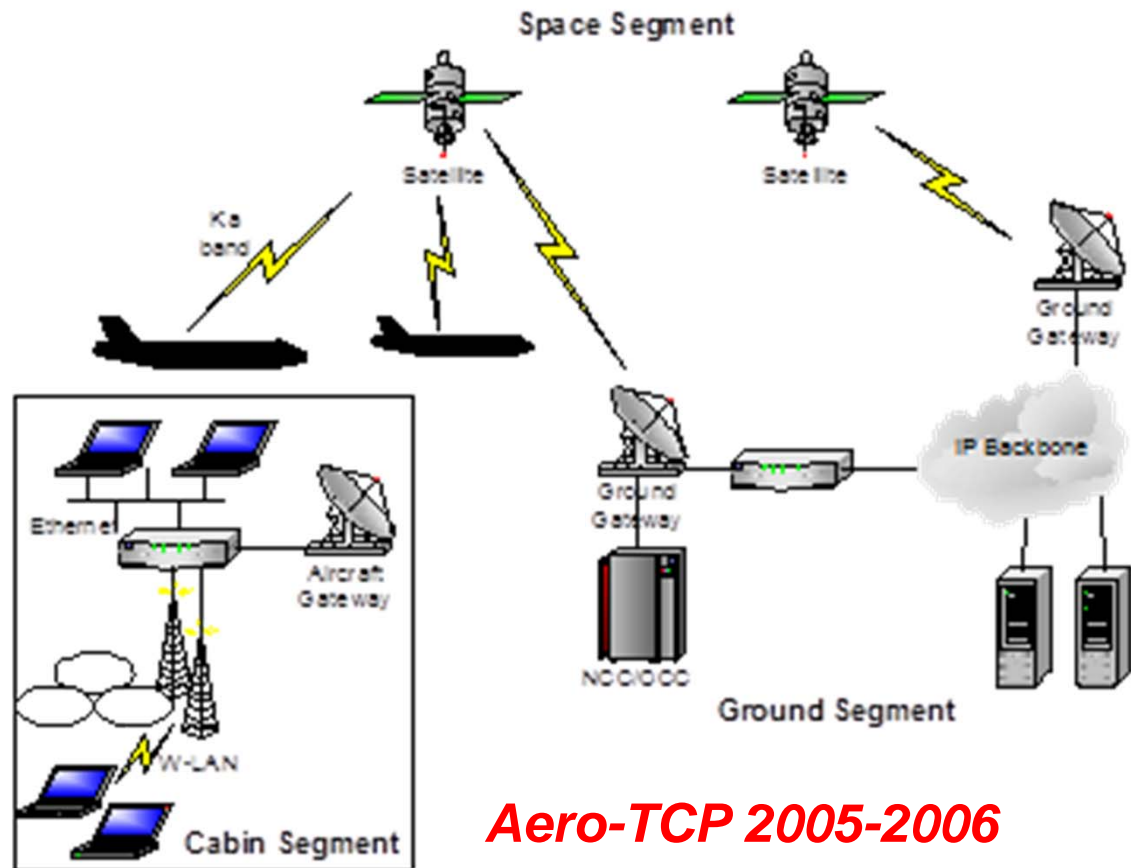 Space Segment
Satellite
Satellite
Ka
band
Ground
Gateway
IP Backbone
Ethernet
Ground
Gateway
Aircraft
Gateway
NCC/OCC
Ground Segment
W-LAN
Cabin Segment
Aero-TCP 2005-2006